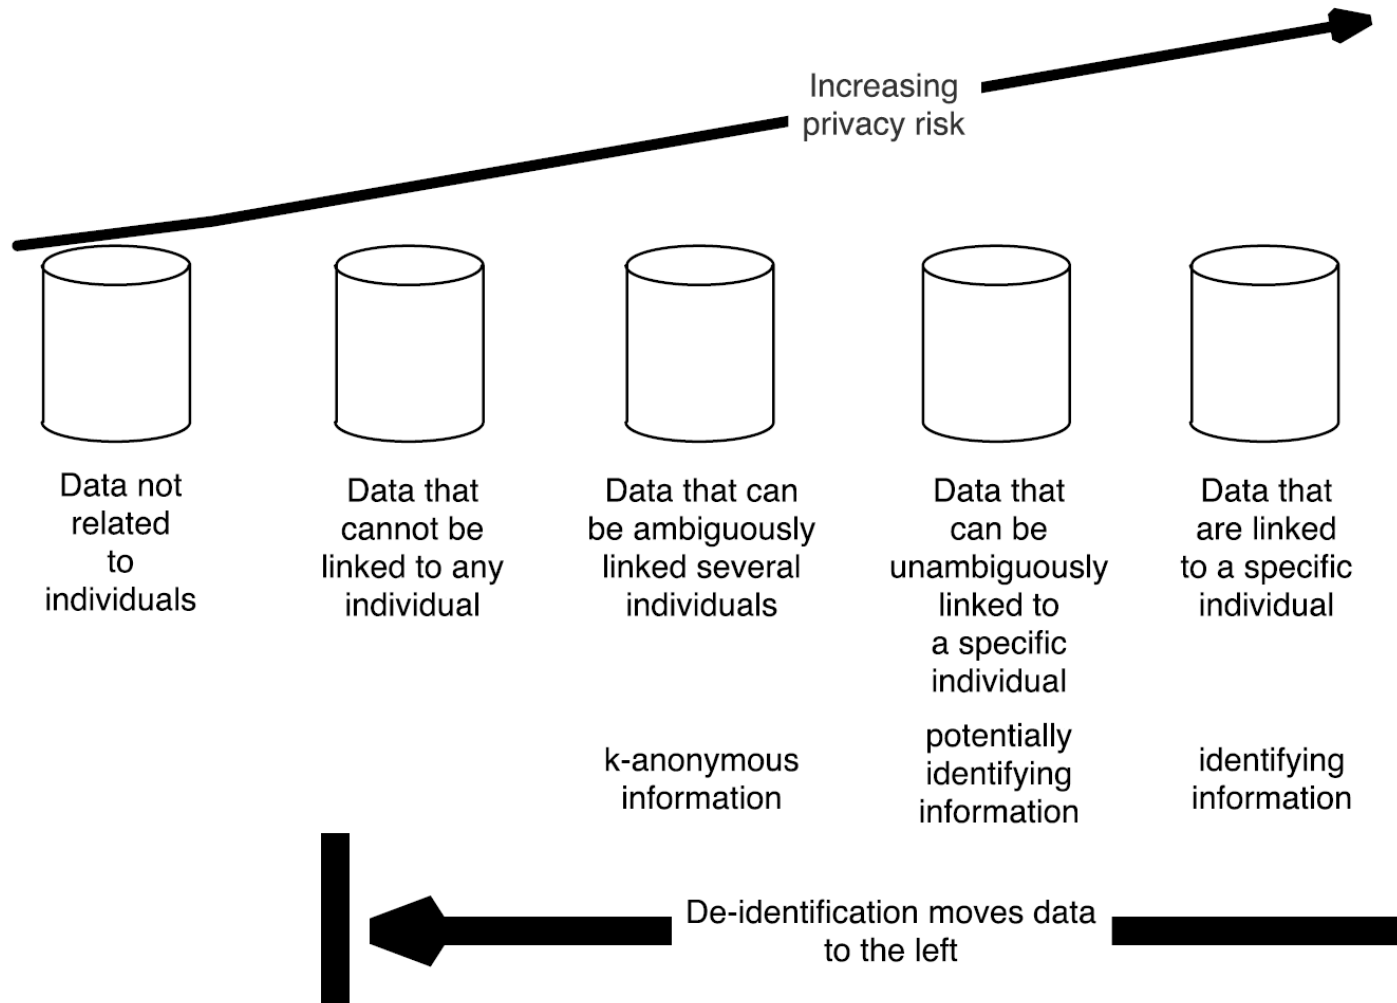 Increasing
privacy risk
Data not
related
to
individuals
Data that
cannot be
linked to any
individual
Data that can
be ambiguously
linked several
individuals
Data that
can be
unambiguously
linked to
a specific
individual
Data that
are linked
to a specific
individual
k-anonymous
information
potentially
identifying
information
identifying
information
De-identification moves data
to the left